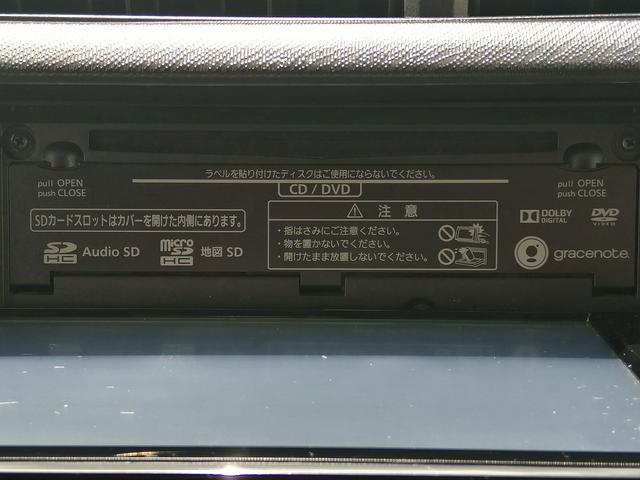 ラベルを貼り付けたディスクはご使用にならないでください。
CD / DVD
pull OPEN
push CLOSE
pull OPEN
push CLOSE
SDカードスロットはカバーを開けた内側にあります。
SD HC Audio SD
micro SD HC 地図 SD
注 意
・指はさみにご注意ください。
・物を置かないでください。
・開けたまま放置しないでください。
DOLBY
DIGITAL
DVD
VIDEO
gracenote.